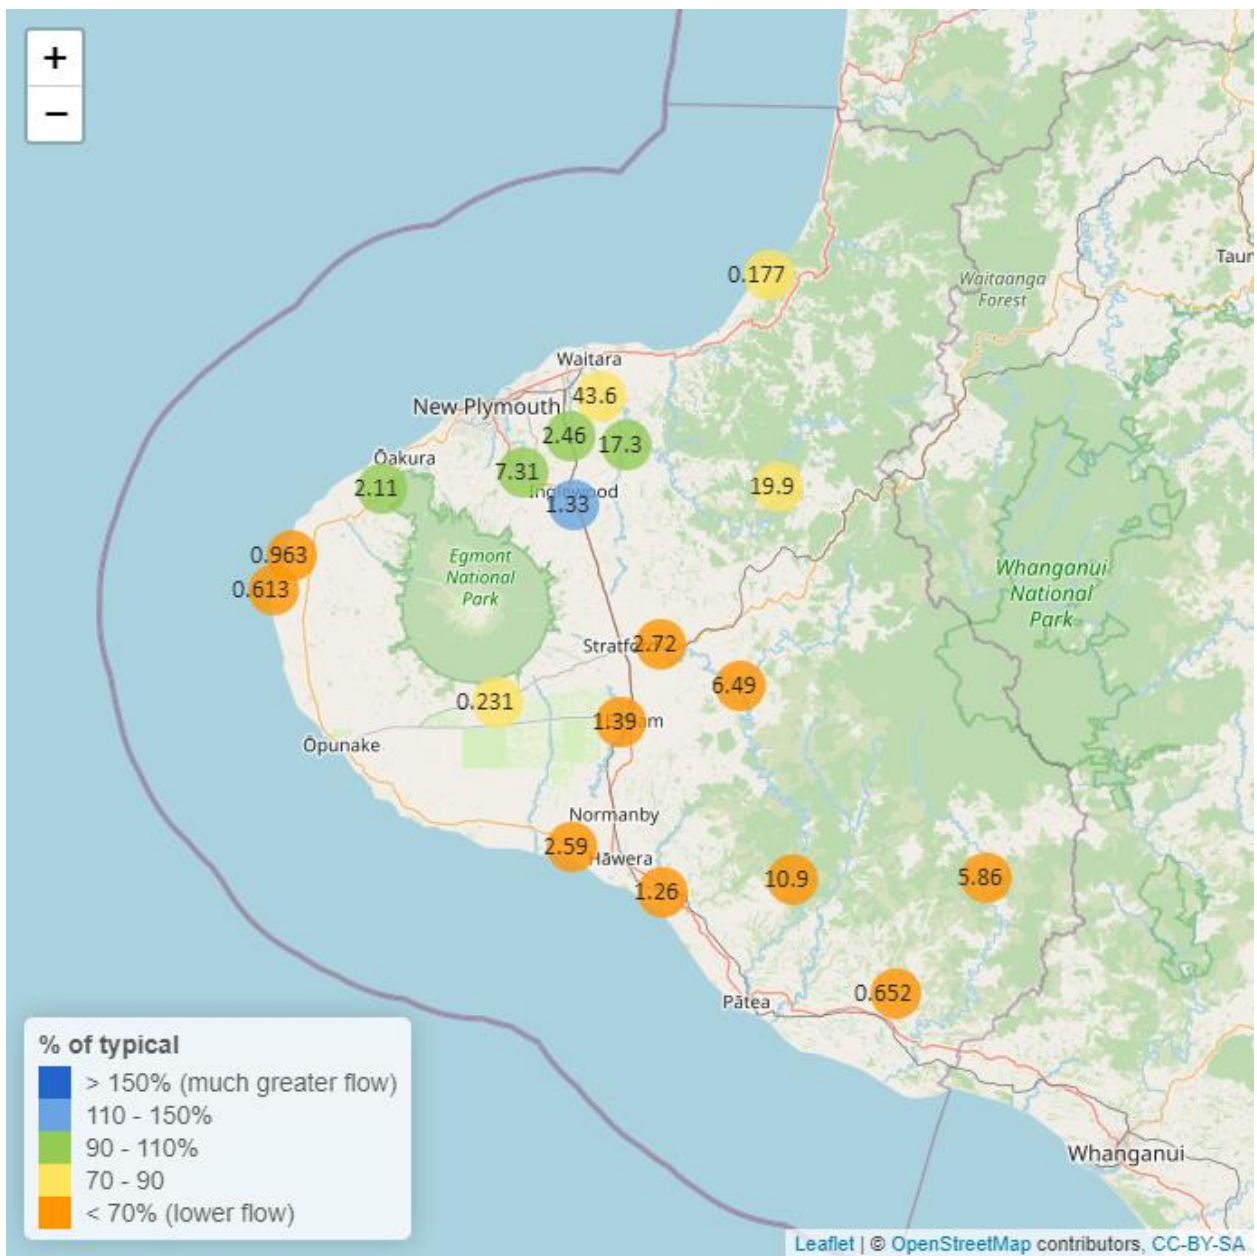 +
−
Taur
0.177
Waitaanga
Forest
Waitara
43.6
New Plymouth
2.46
17.3
Ōakura
7.31
2.11
19.9
1.33
0.963
Egmont
National
Park
0.613
Whanganui
National
Park
2.72
6.49
0.231
1.39
Ōpunake
Normanby
2.59
Hāwera
10.9
5.86
1.26
0.652
Pātea
% of typical
> 150% (much greater flow)
110 - 150%
90 - 110%
70 - 90
< 70% (lower flow)
Whanganui
Leaflet | © OpenStreetMap contributors, CC-BY-SA